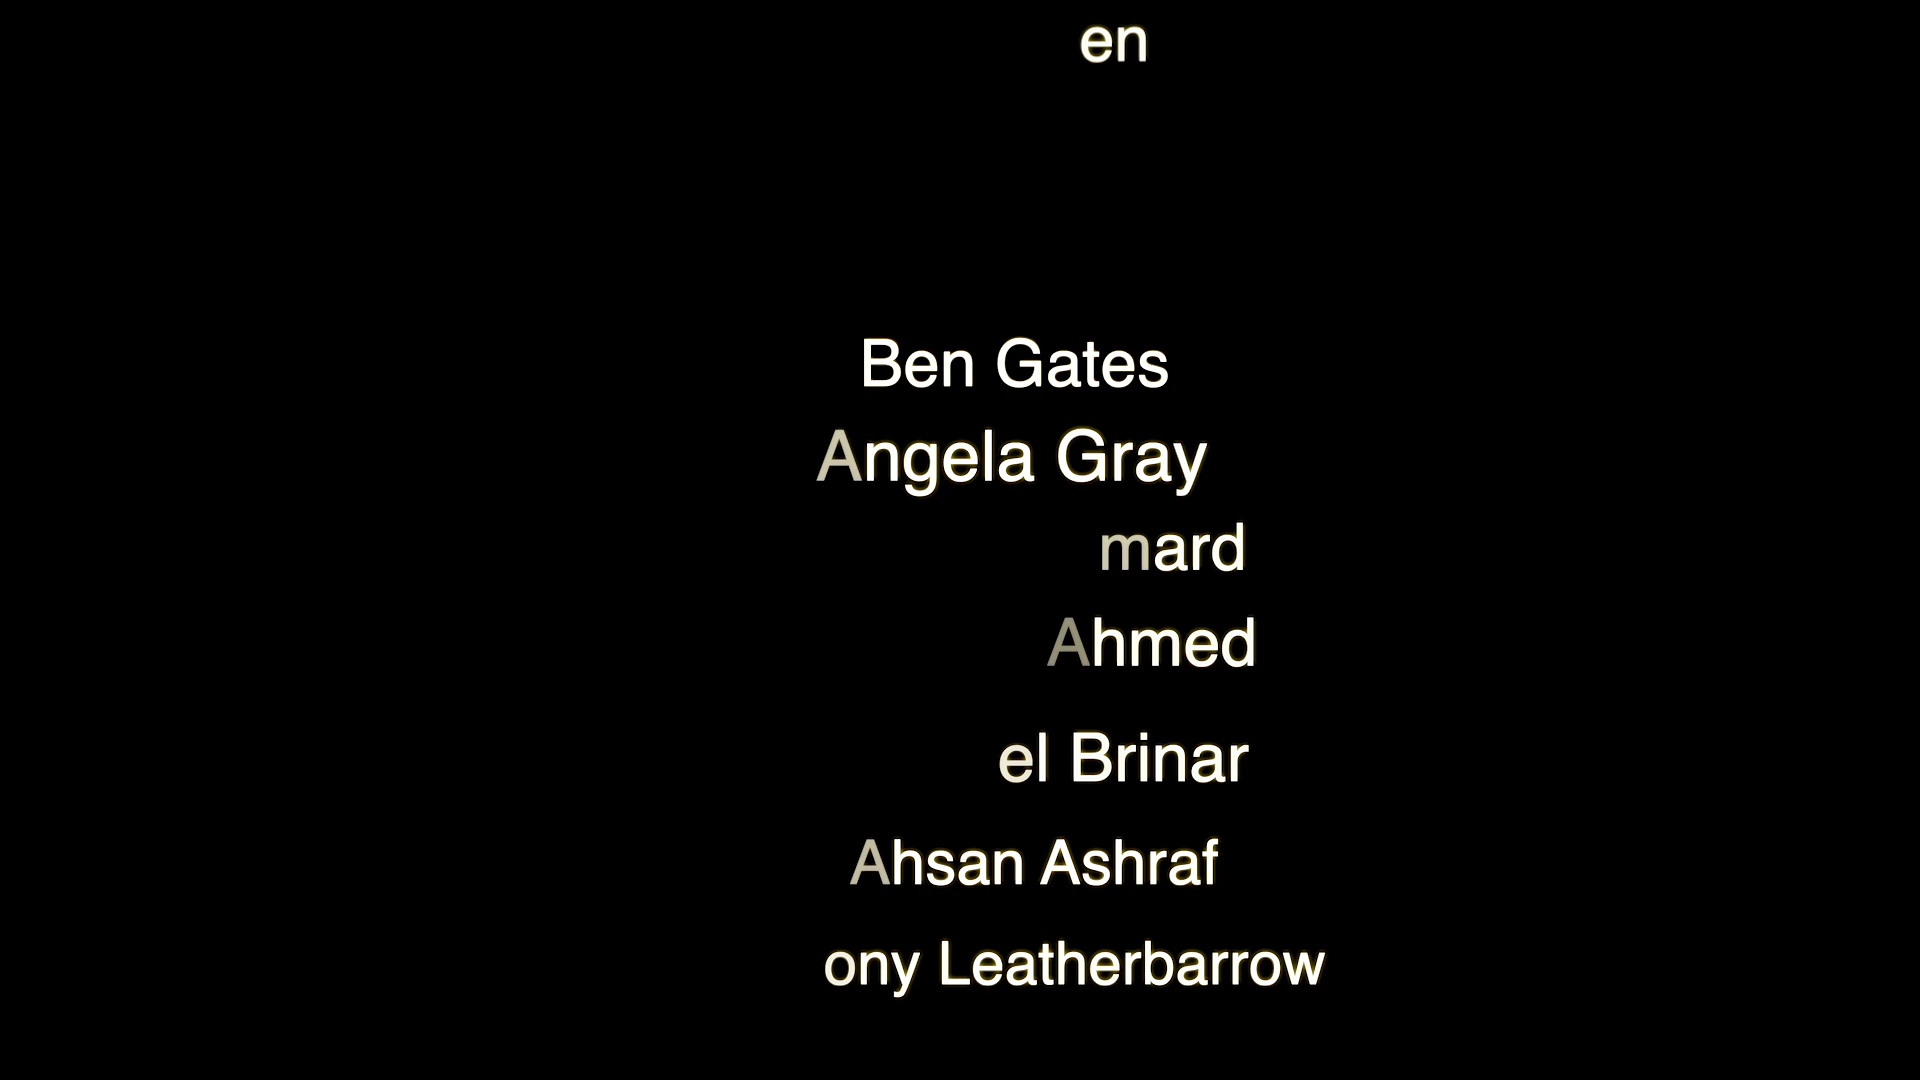 en
Ben Gates
Angela Gray
mard
Ahmed
el Brinar
Ahsan Ashraf
ony Leatherbarrow